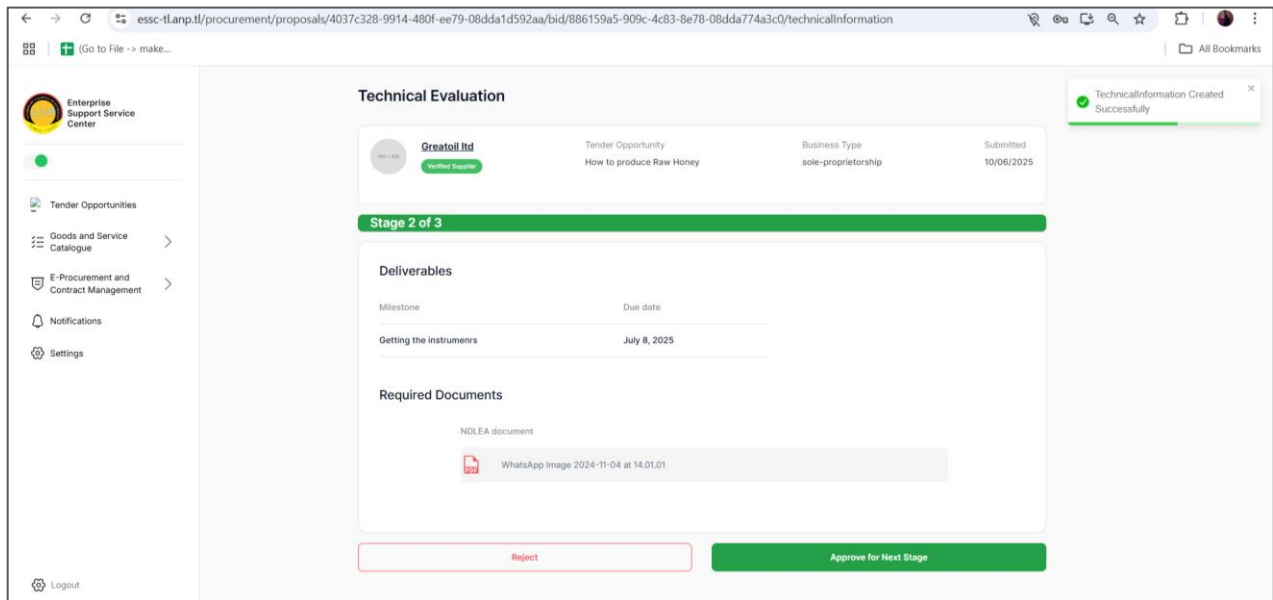 essc-tl.anp.tl/procurement/proposals/4037c328-9914-480f-ee79-08dda1d592aa/bid/886159a5-909c-4c83-8e78-08dda774a3c0/technicalInformation
(Go to File -> make...
All Bookmarks
Enterprise
Support Service
Center
Tender Opportunities
Goods and Service
Catalogue
E-Procurement and
Contract Management
Notifications
Settings
Logout
Technical Evaluation
TechnicalInformation Created
Successfully
Greatoil ltd
Verified Supplier
Tender Opportunity
How to produce Raw Honey
Business Type
sole-proprietorship
Submitted
10/06/2025
Stage 2 of 3
Deliverables
Milestone Due date
Getting the instrumenrs July 8, 2025
Required Documents
NDLEA document
PDF
WhatsApp Image 2024-11-04 at 14.01.01
Reject
Approve for Next Stage